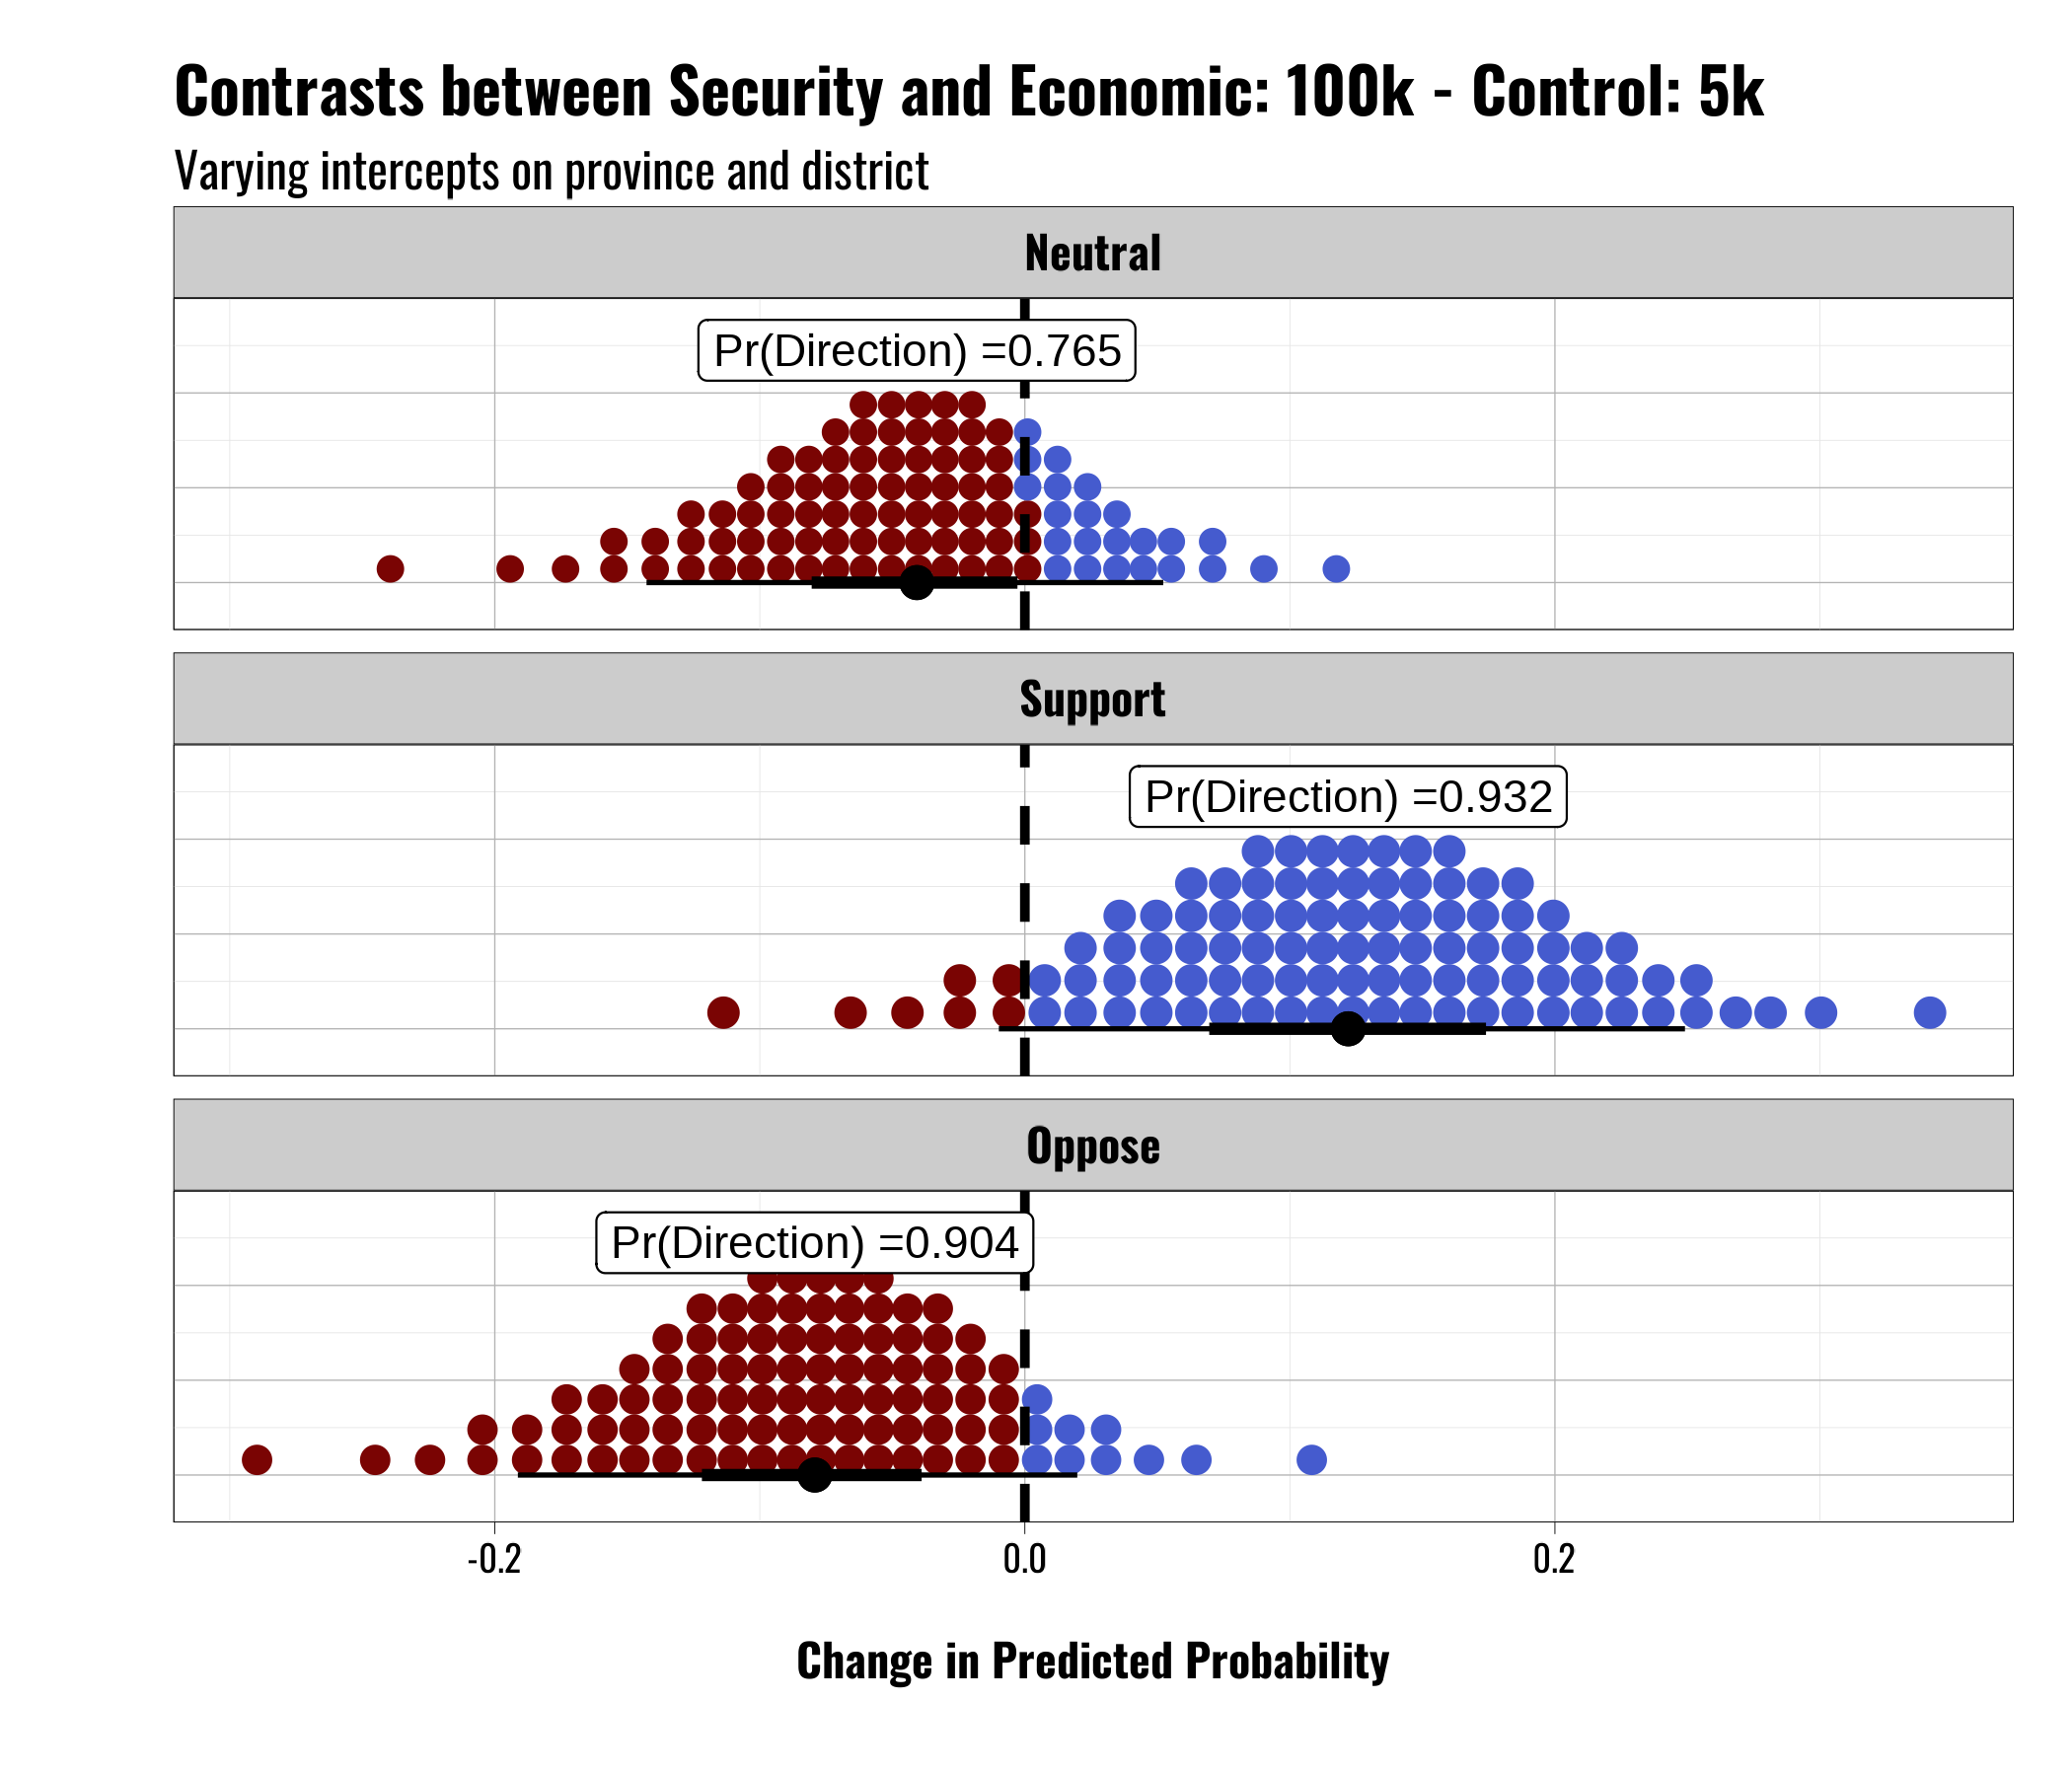 Contrasts between Security and Economic: 100k - Control: 5k
Varying intercepts on province and district
Neutral
Pr(Direction) =0.765
Support
Pr(Direction) =0.932
Oppose
Pr(Direction) =0.904
-0.2 0.0 0.2
Change in Predicted Probability